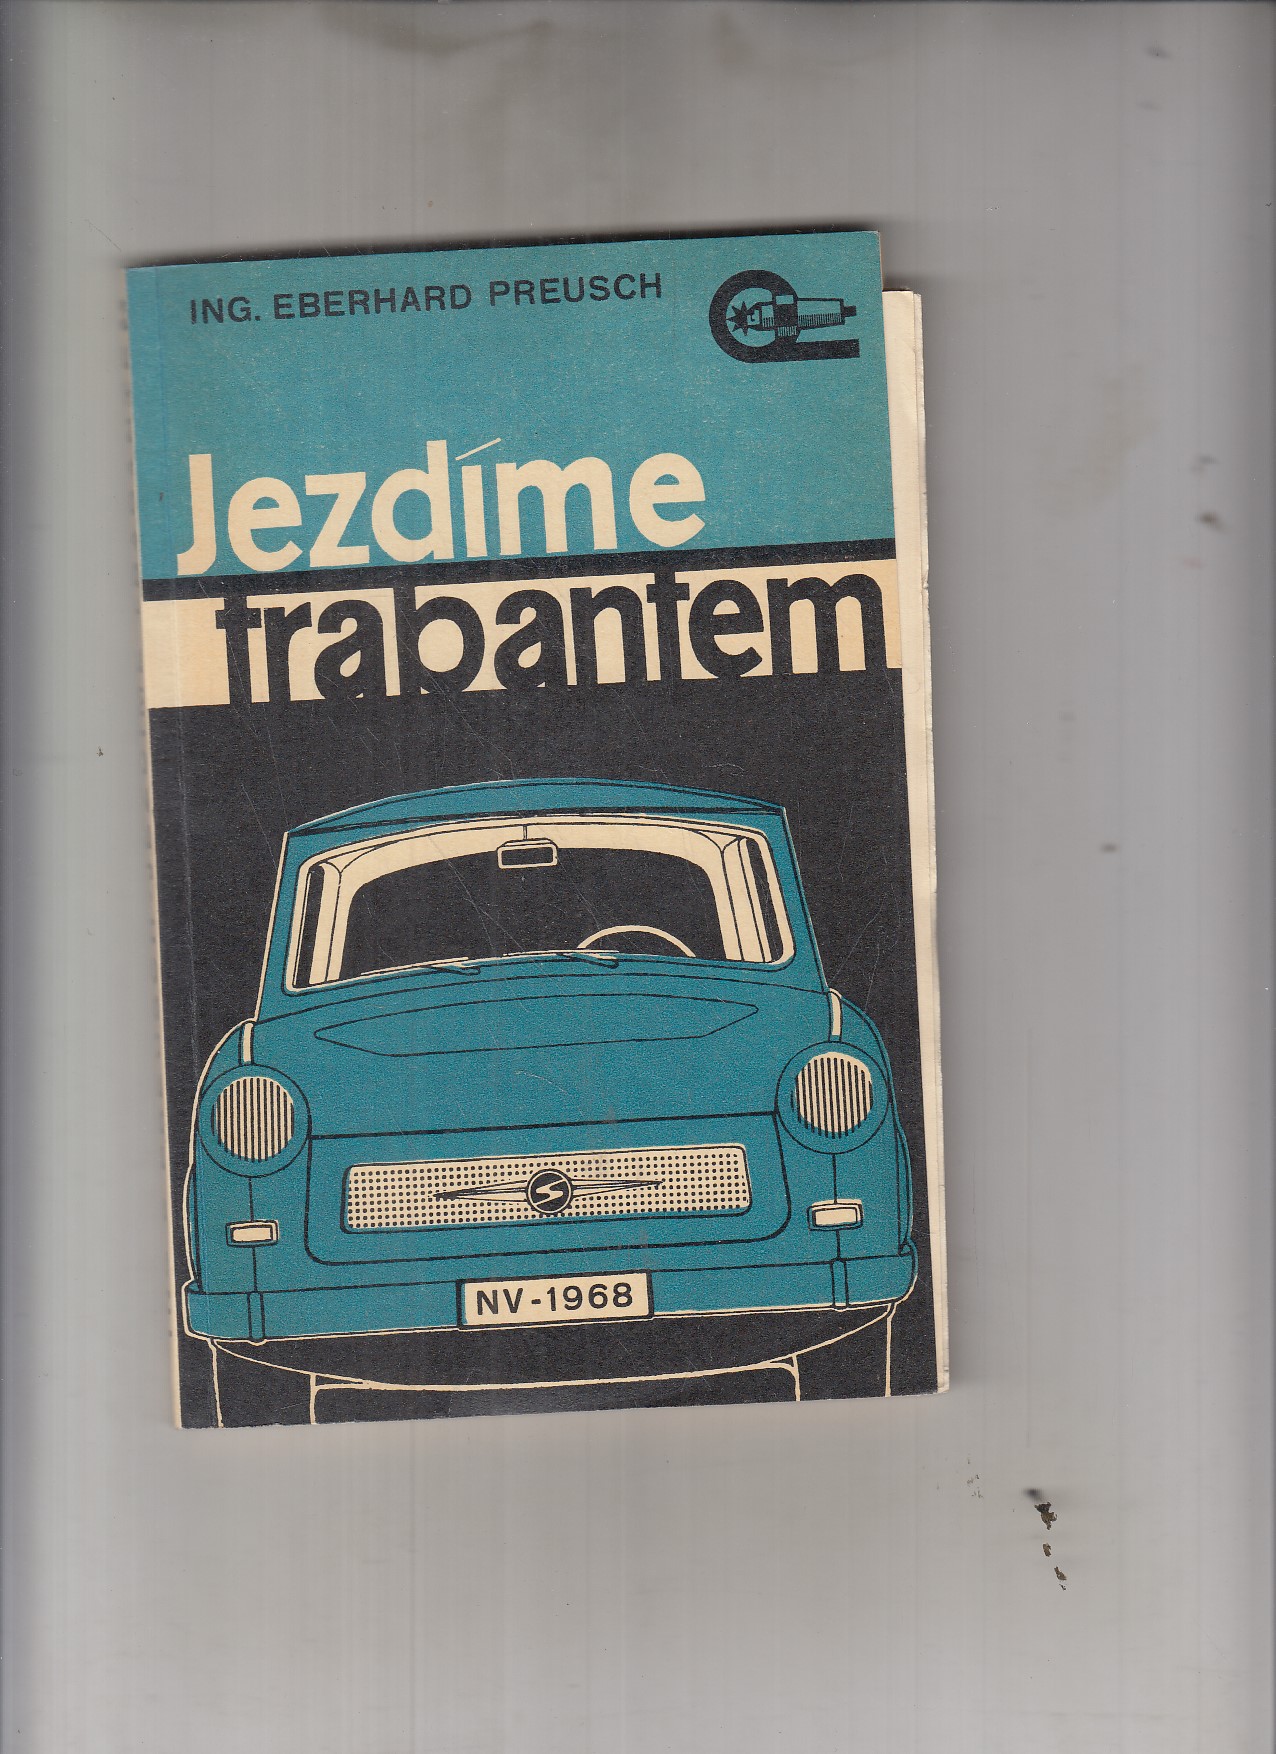 ING. EBERHARD PREUSCH
Jezdíme
trabantem
S
NV-1968